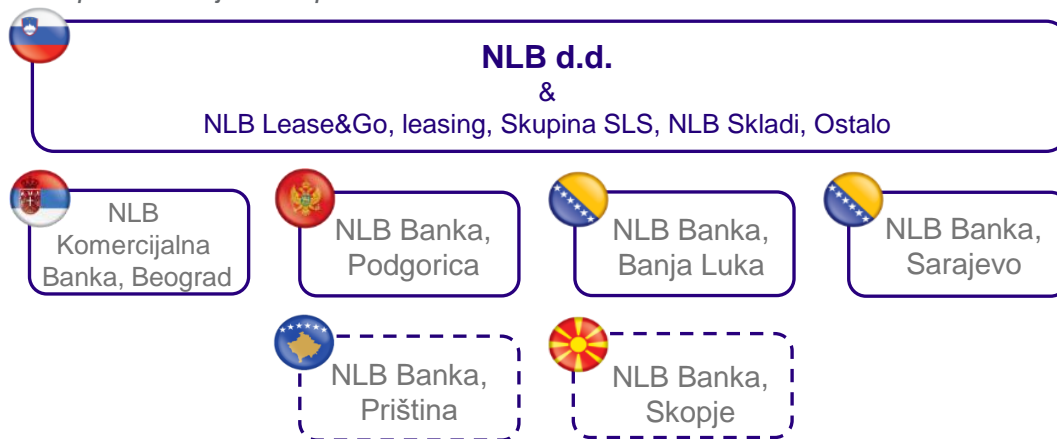 NLB d.d.
&
NLB Lease&Go, leasing, Skupina SLS, NLB Skladi, Ostalo
NLB
Komercijalna
Banka, Beograd
NLB Banka,
Podgorica
NLB Banka,
Banja Luka
NLB Banka,
Sarajevo
NLB Banka,
Priština
NLB Banka,
Skopje